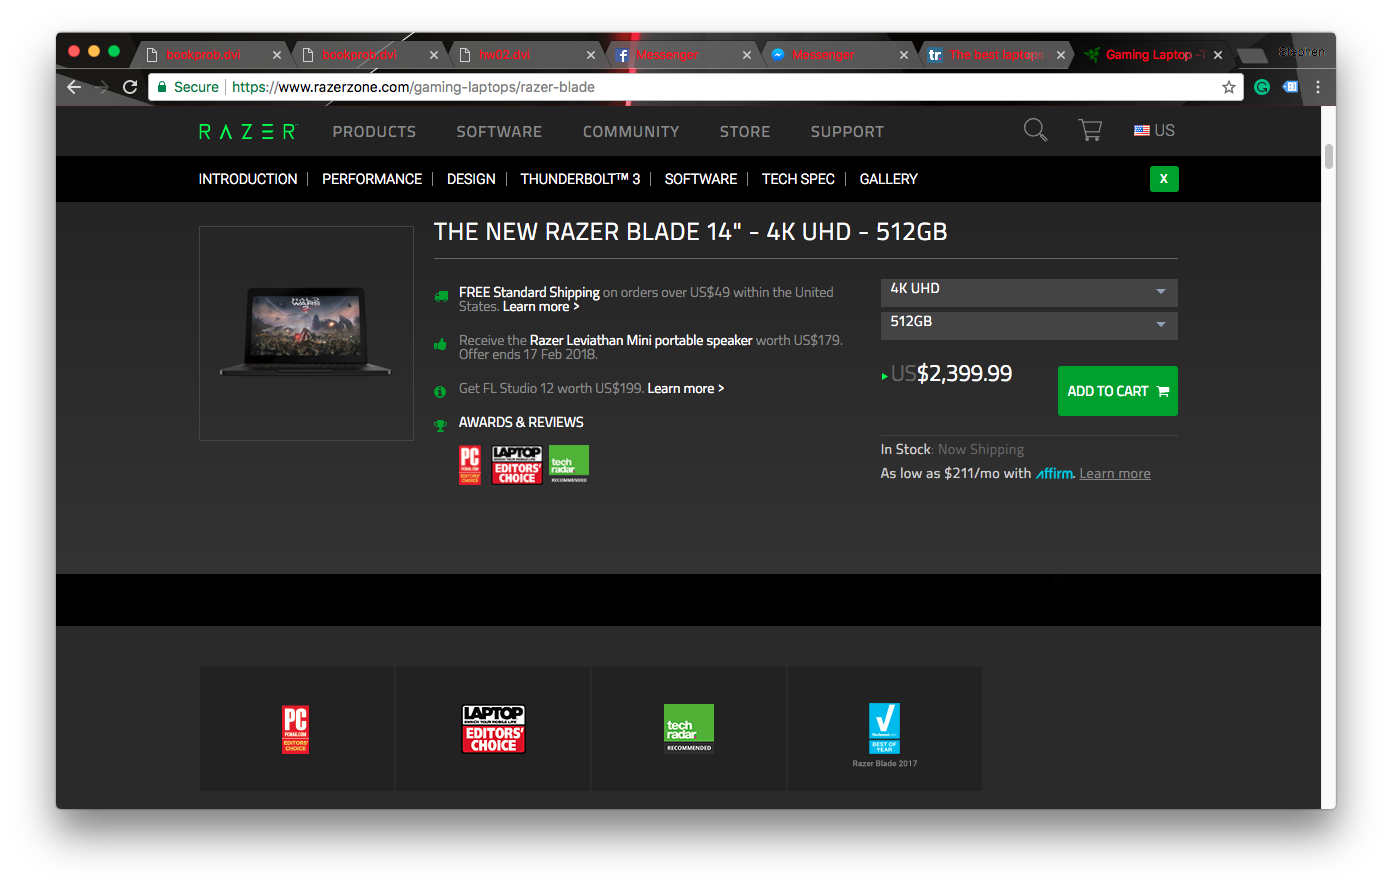 bookprob.dvi
bookprob.dvi
hw02.dvi
Messenger
Messenger
The best laptops
Gaming Laptop
Stephen
Secure
https://www.razerzone.com/gaming-laptops/razer-blade
RAZER
PRODUCTS
SOFTWARE
COMMUNITY
STORE
SUPPORT
US
INTRODUCTION
PERFORMANCE
DESIGN
THUNDERBOLT™ 3
SOFTWARE
TECH SPEC
GALLERY
X
THE NEW RAZER BLADE 14" - 4K UHD - 512GB
HALO WARS 2
FREE Standard Shipping on orders over US$49 within the United
States. Learn more >
Receive the Razer Leviathan Mini portable speaker worth US$179.
Offer ends 17 Feb 2018.
Get FL Studio 12 worth US$199. Learn more >
AWARDS & REVIEWS
PC
EDITORS'
CHOICE
LAPTOP
EDITORS'
CHOICE
tech
radar
RECOMMENDED
4K UHD
512GB
US$2,399.99
ADD TO CART
In Stock: Now Shipping
As low as $211/mo with affirm. Learn more
PC
PCMAG.COM
EDITORS'
CHOICE
LAPTOP
ENRICH YOUR MOBILE LIFE
EDITORS'
CHOICE
tech
radar
RECOMMENDED
BEST OF
YEAR
Razer Blade 2017